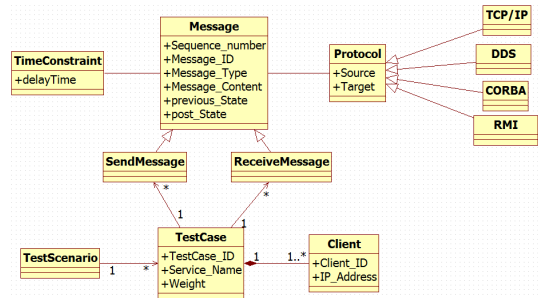 Message
+Sequence_number
+Message_ID
+Message_Type
+Message_Content
+previous_State
+post_State
TimeConstraint
+delayTime
Protocol
+Source
+Target
TCP/IP
DDS
CORBA
RMI
SendMessage
ReceiveMessage
*
*
1
1
TestCase
+TestCase_ID
+Service_Name
+Weight
TestScenario
1
*
1
1..*
Client
+Client_ID
+IP_Address